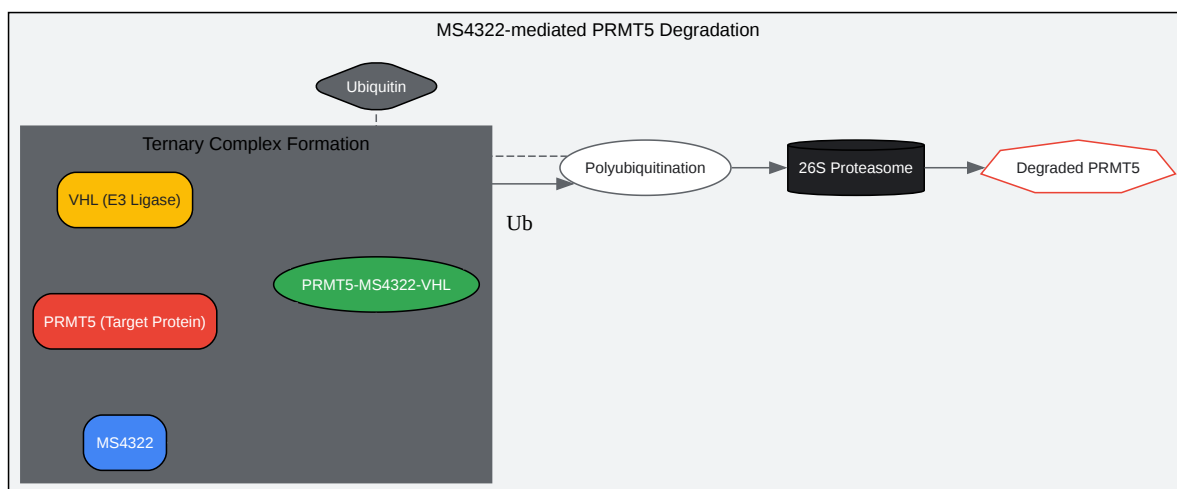 MS4322-mediated PRMT5 Degradation
Ubiquitin
Ternary Complex Formation
VHL (E3 Ligase)
PRMT5 (Target Protein)
MS4322
PRMT5-MS4322-VHL
Ub
Polyubiquitination
26S Proteasome
Degraded PRMT5